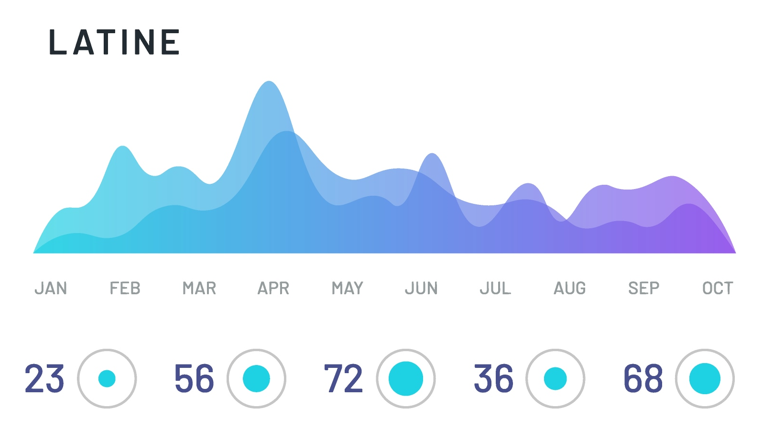 LATINE
JAN FEB MAR APR MAY JUN JUL AUG SEP OCT
23 56 72 36 68